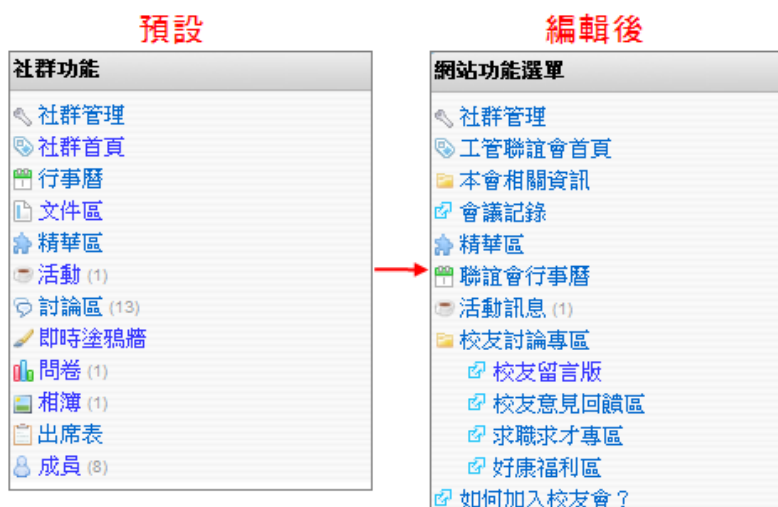 預設
社群功能
社群管理
社群首頁
行事曆
文件區
精華區
活動 (1)
討論區 (13)
即時塗鴉牆
問卷 (1)
相簿 (1)
出席表
成員 (8)
編輯後
網站功能選單
社群管理
工管聯誼會首頁
本會相關資訊
會議記錄
精華區
聯誼會行事曆
活動訊息 (1)
校友討論專區
校友留言版
校友意見回饋區
求職求才專區
好康福利區
如何加入校友會？